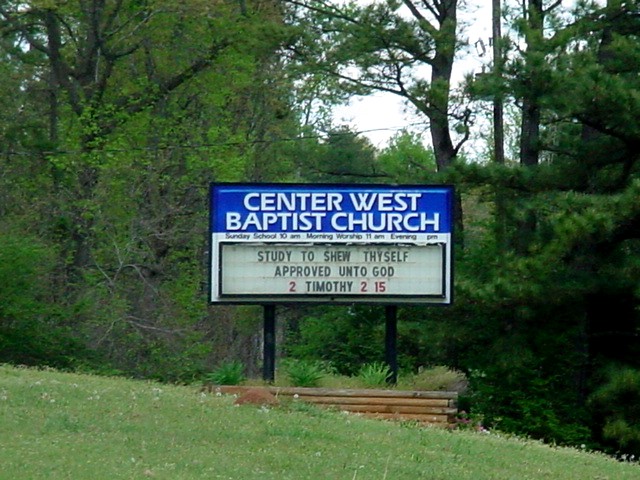 CENTER WEST
BAPTIST CHURCH
Sunday School 10 am Morning Worship 11 am Evening pm
STUDY TO SHEW THYSELF
APPROVED UNTO GOD
2 TIMOTHY 2 15